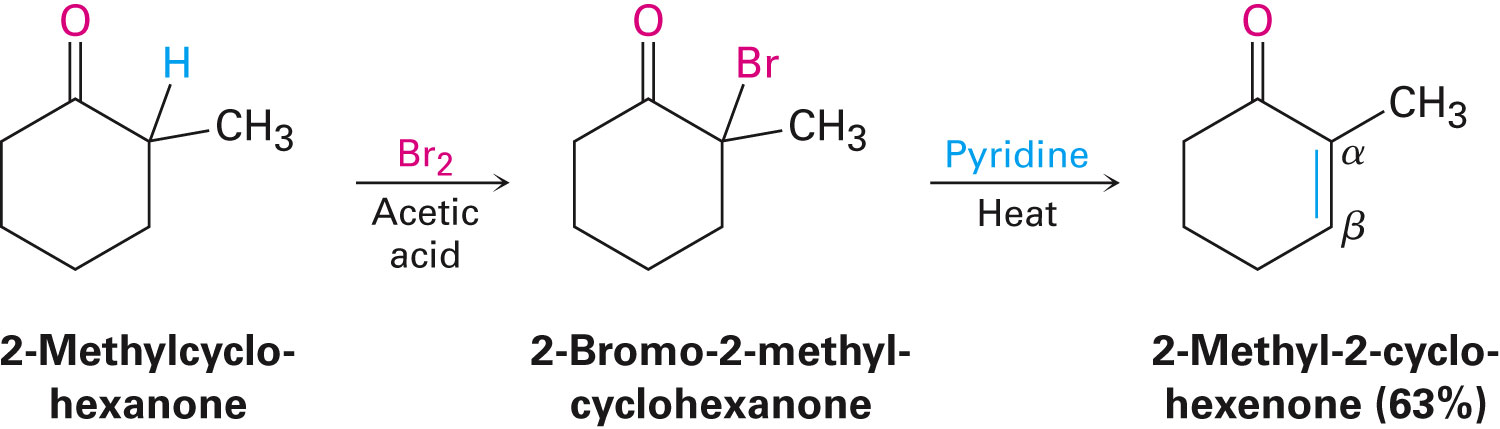 O
H
CH3
Br2
Acetic
acid
O
Br
CH3
Pyridine
Heat
O
CH3
α
β
2-Methylcyclo-
hexanone
2-Bromo-2-methyl-
cyclohexanone
2-Methyl-2-cyclo-
hexenone (63%)